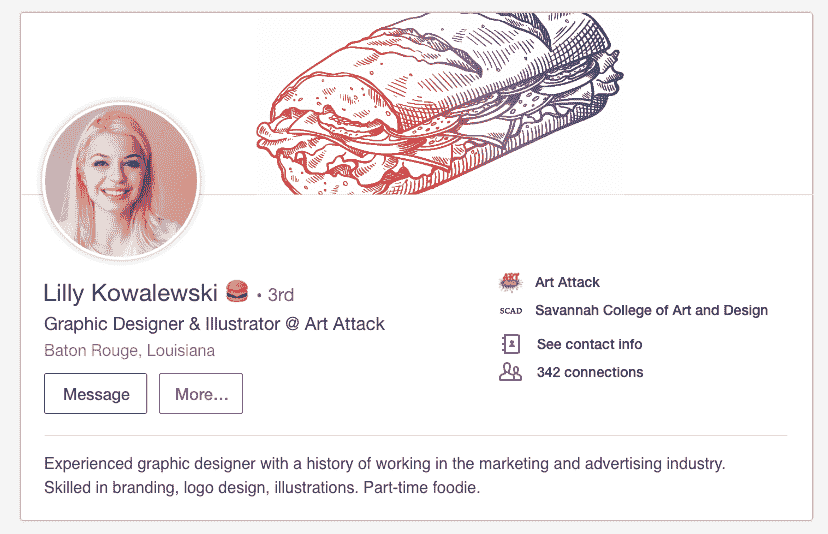 Lilly Kowalewski 🍔 • 3rd
Graphic Designer & Illustrator @ Art Attack
Baton Rouge, Louisiana
Message
More...
Art Attack
SCAD Savannah College of Art and Design
See contact info
342 connections
Experienced graphic designer with a history of working in the marketing and advertising industry.
Skilled in branding, logo design, illustrations. Part-time foodie.